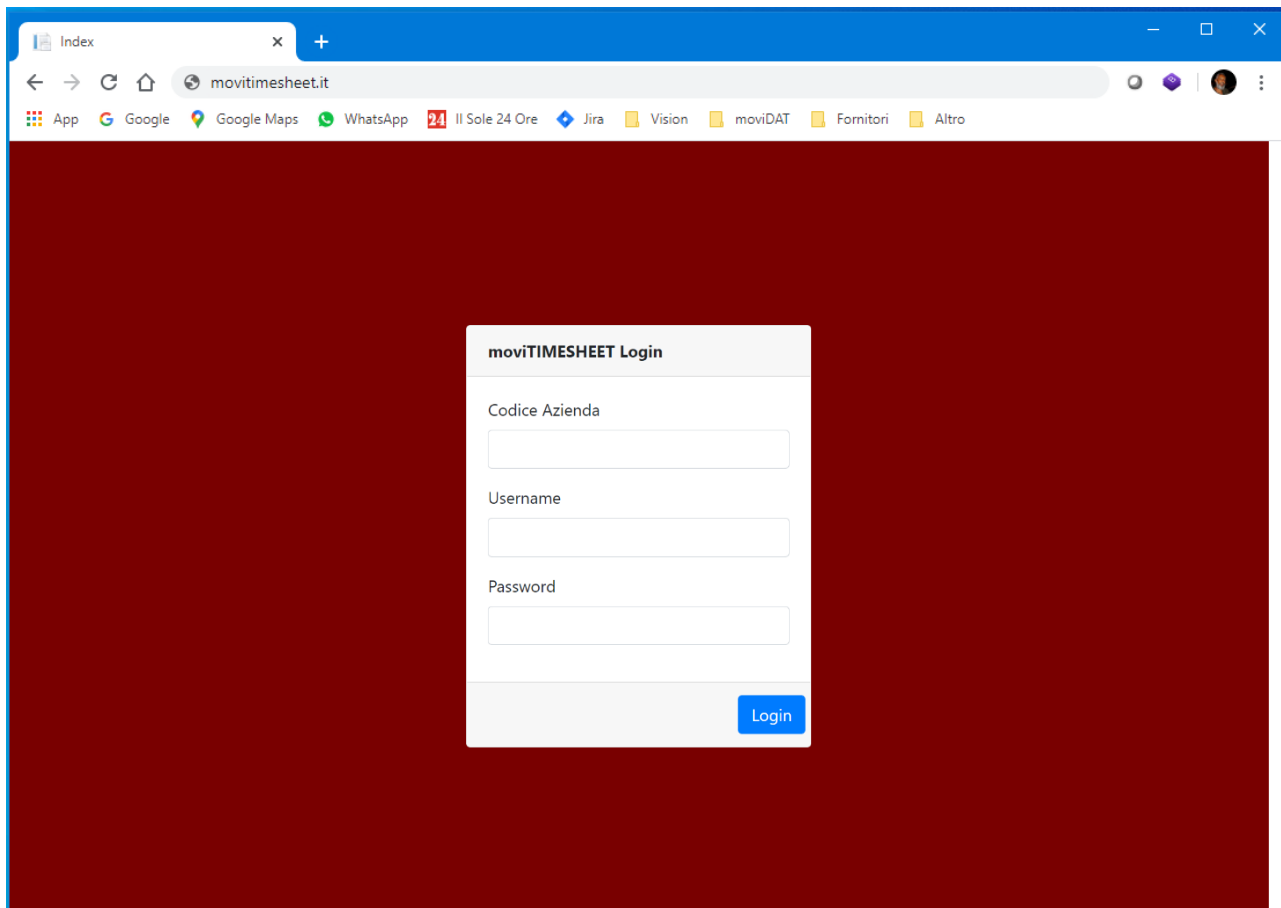 Index
movitimesheet.it
App Google Google Maps WhatsApp 24 Il Sole 24 Ore Jira Vision moviDAT Fornitori Altro
moviTIMESHEET Login
Codice Azienda
Username
Password
Login